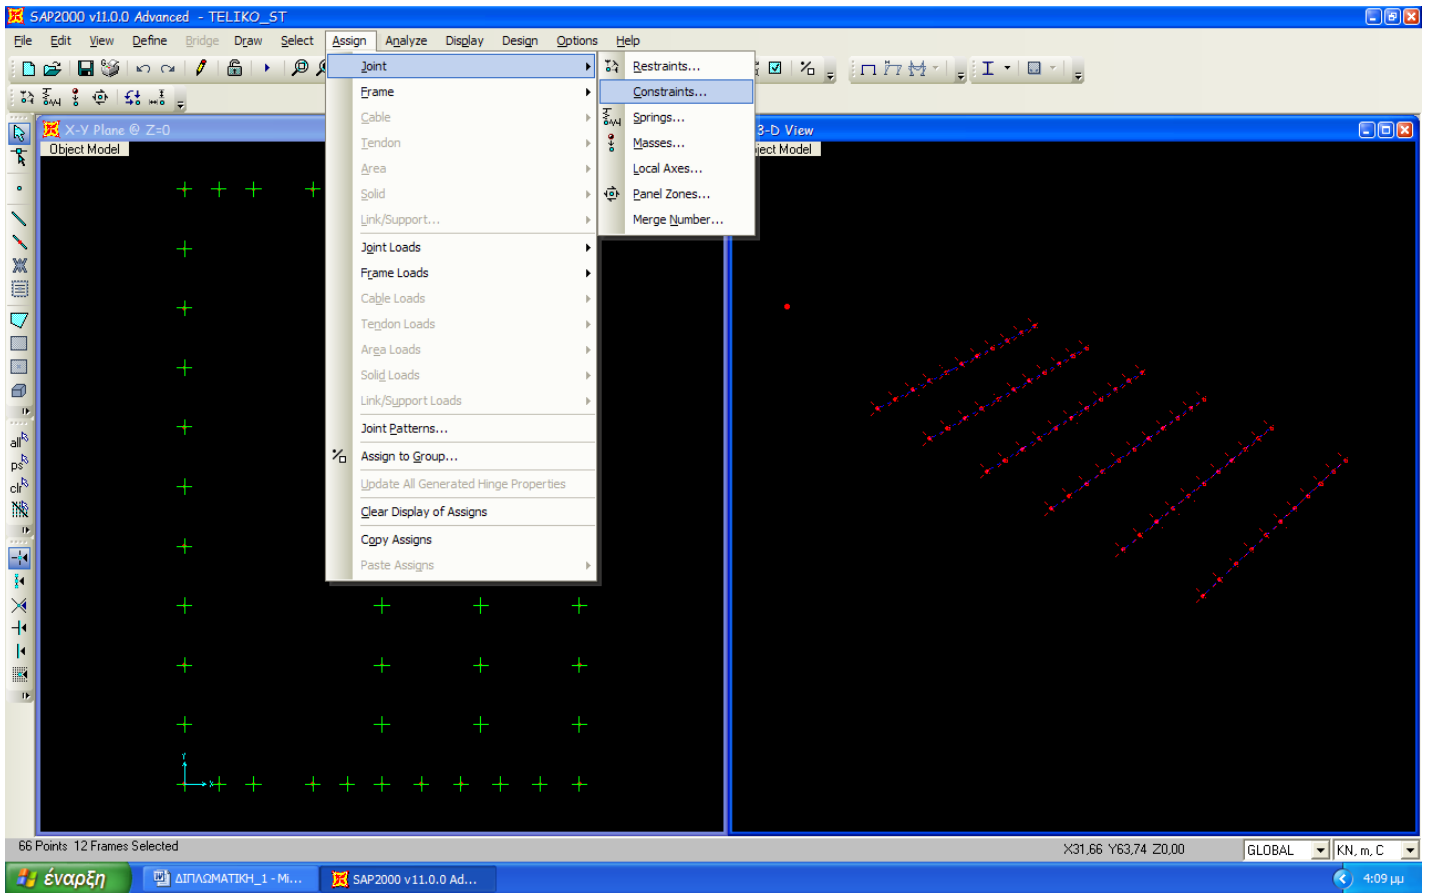 SAP2000 v11.0.0 Advanced - TELIKO_ST
File Edit View Define Bridge Draw Select Assign Analyze Display Design Options Help
X-Y Plane @ Z=0
Object Model
Joint
Frame
Cable
Tendon
Area
Solid
Link/Support...
Joint Loads
Frame Loads
Cable Loads
Tendon Loads
Area Loads
Solid Loads
Link/Support Loads
Joint Patterns...
Assign to Group...
Update All Generated Hinge Properties
Clear Display of Assigns
Copy Assigns
Paste Assigns
Restraints...
Constraints...
Springs...
Masses...
Local Axes...
Panel Zones...
Merge Number...
3-D View
ject Model
all
ps
clr
Y
X
66 Points 12 Frames Selected
X31,66 Y63,74 Z0,00
GLOBAL
KN, m, C
έναρξη
ΔΙΠΛΩΜΑΤΙΚΗ_1 - Mi...
SAP2000 v11.0.0 Ad...
4:09 μμ